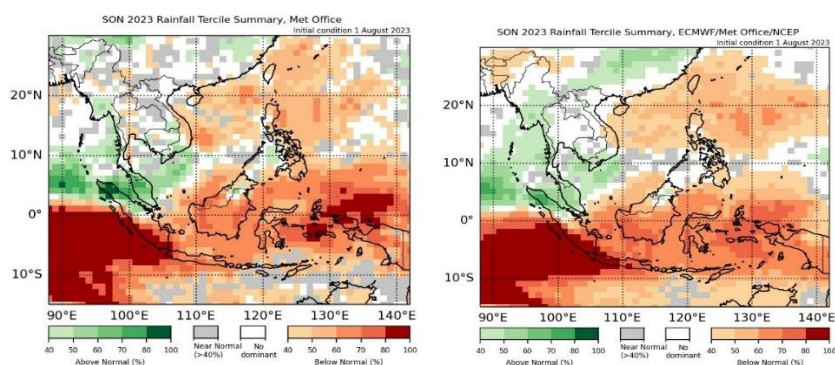 SON 2023 Rainfall Tercile Summary, Met Office
Initial condition 1 August 2023
20°N
10°N
0°
10°S
90°E 100°E 110°E 120°E 130°E 140°E
40 50 60 70 80 100
Above Normal (%)
Near Normal
(>40%)
No
dominant
40 50 60 70 80 100
Below Normal (%)
SON 2023 Rainfall Tercile Summary, ECMWF/Met Office/NCEP
Initial condition 1 August 2023
20°N
10°N
0°
10°S
90°E 100°E 110°E 120°E 130°E 140°E
40 50 60 70 80 100
Above Normal (%)
Near Normal
(>40%)
No
dominant
40 50 60 70 80 100
Below Normal (%)